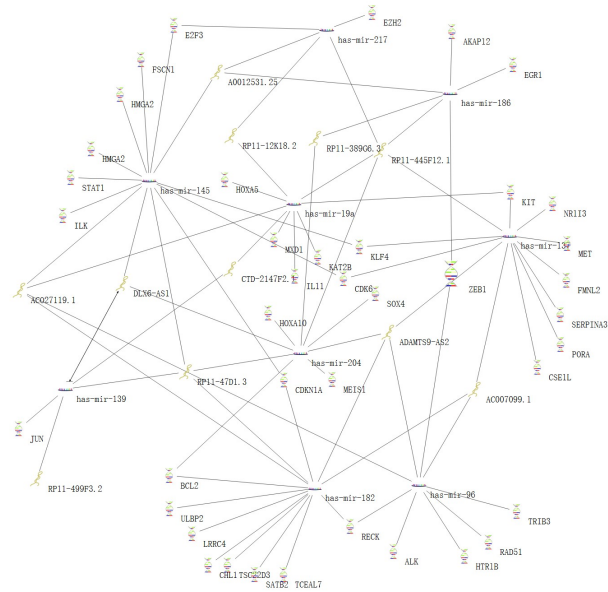 EZH2
E2F3
has-mir-217
AKAP12
FSCN1
EGR1
AO012531.25
HMGA2
has-mir-186
RP11-12K18.2
RP11-389G6.3
HMGA2
RP11-445F12.1
STAT1
has-mir-145
HOXA5
KIT
NR1I3
has-mir-19a
ILK
MXD1
KLF4
has-mir-137
MET
KAT2B
CTD-2147F2.1
IL11
CDK6
ZEB1
FMNL2
AC027119.1
DLX6-AS1
SOX4
SERPINA3
HOXA10
ADAMTS9-AS2
PORA
has-mir-204
CSE1L
RP11-47D1.3
CDKN1A
MEIS1
has-mir-139
AC007099.1
JUN
RP11-499F3.2
BCL2
has-mir-182
has-mir-96
ULBP2
TRIB3
LRRC4
RECK
RAD51
ALK
HTR1B
CHL1
TSC22D3
SATB2
TCEAL7